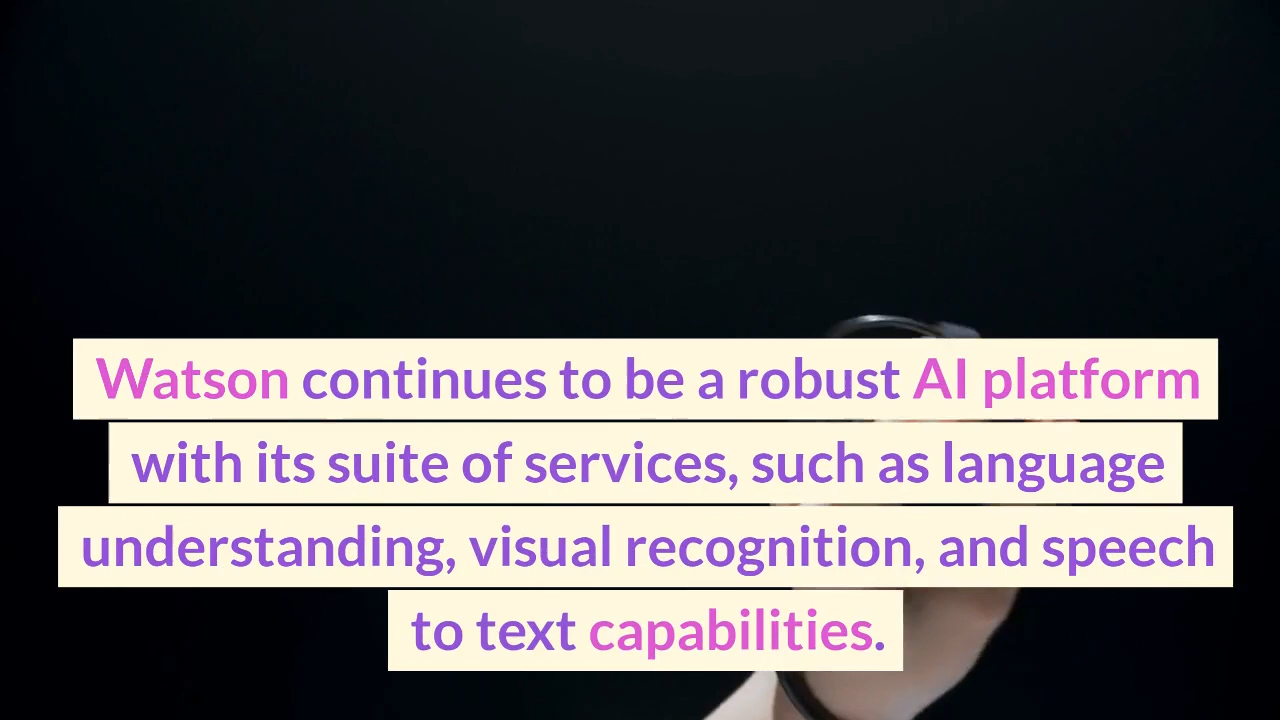 Watson continues to be a robust AI platform
with its suite of services, such as language
understanding, visual recognition, and speech
to text capabilities.